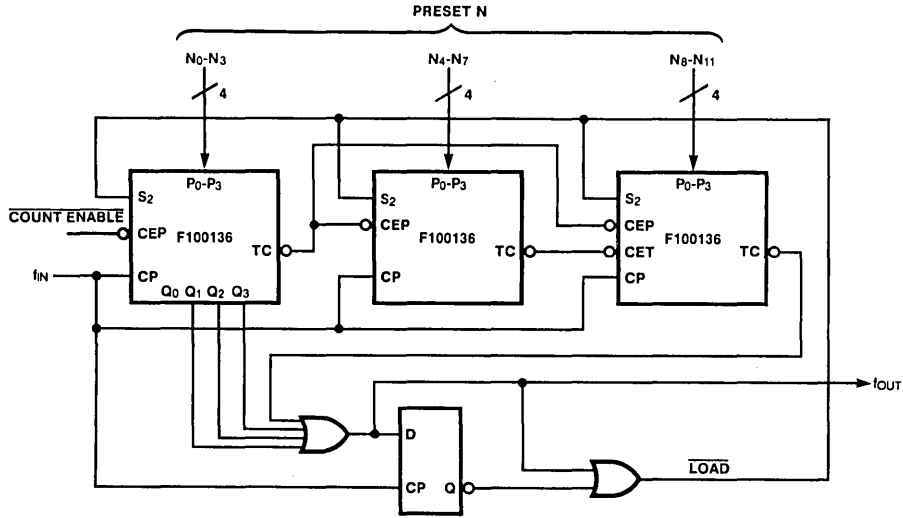 PRESET N
N0-N3
N4-N7
N8-N11
4
4
4
P0-P3
P0-P3
P0-P3
S2
S2
S2
COUNT ENABLE
CEP
F100136
TC
CEP
F100136
TC
CEP
F100136
TC
CET
fIN
CP
CP
CP
Q0 Q1 Q2 Q3
fOUT
D
CP
Q
LOAD